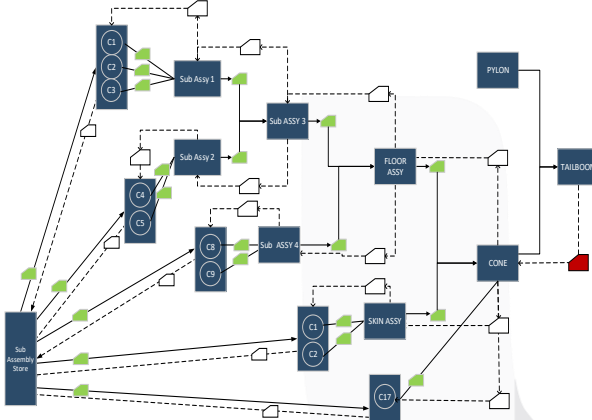 C1
C2
C3
Sub Assy 1
PYLON
Sub ASSY 3
Sub Assy 2
FLOOR
ASSY
TAILBOOM
C4
C5
C8
C9
Sub ASSY 4
CONE
Sub
Assembly
Store
C1
C2
SKIN ASSY
C17